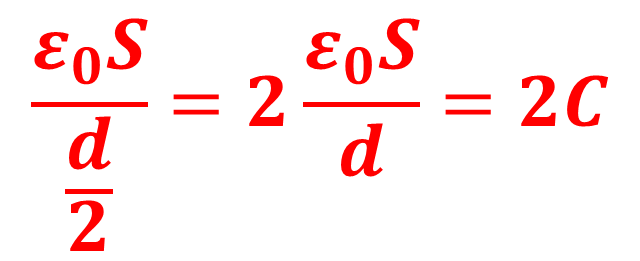 ε₀S/(d/2) = 2 ε₀S/d = 2C